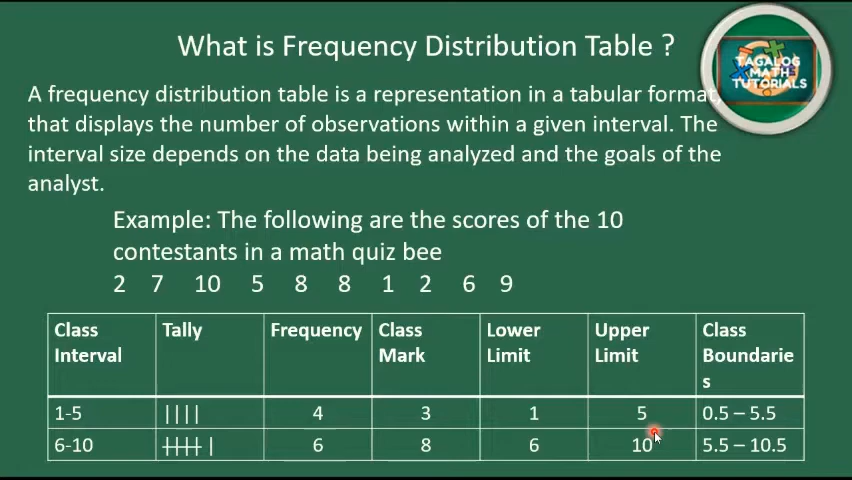 What is Frequency Distribution Table ?
TAGALOG
MATH
TUTORIALS
A frequency distribution table is a representation in a tabular format,
that displays the number of observations within a given interval. The
interval size depends on the data being analyzed and the goals of the
analyst.
Example: The following are the scores of the 10
contestants in a math quiz bee
2 7 10 5 8 8 1 2 6 9
Class Interval Tally Frequency Class Mark Lower Limit Upper Limit Class Boundaries
1-5 |||| 4 3 1 5 0.5 – 5.5
6-10 ++++ | 6 8 6 10 5.5 – 10.5